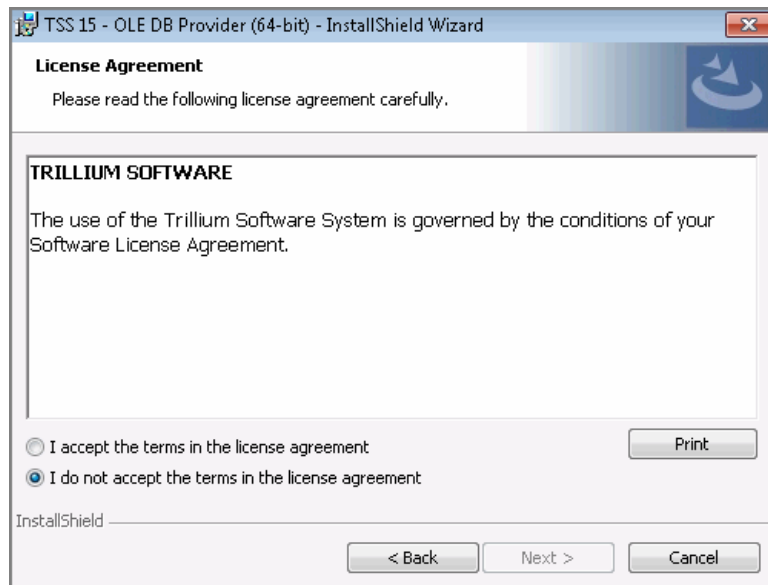 TSS 15 - OLE DB Provider (64-bit) - InstallShield Wizard
License Agreement
Please read the following license agreement carefully.
TRILLIUM SOFTWARE
The use of the Trillium Software System is governed by the conditions of your
Software License Agreement.
I accept the terms in the license agreement
Print
I do not accept the terms in the license agreement
InstallShield
< Back
Next >
Cancel